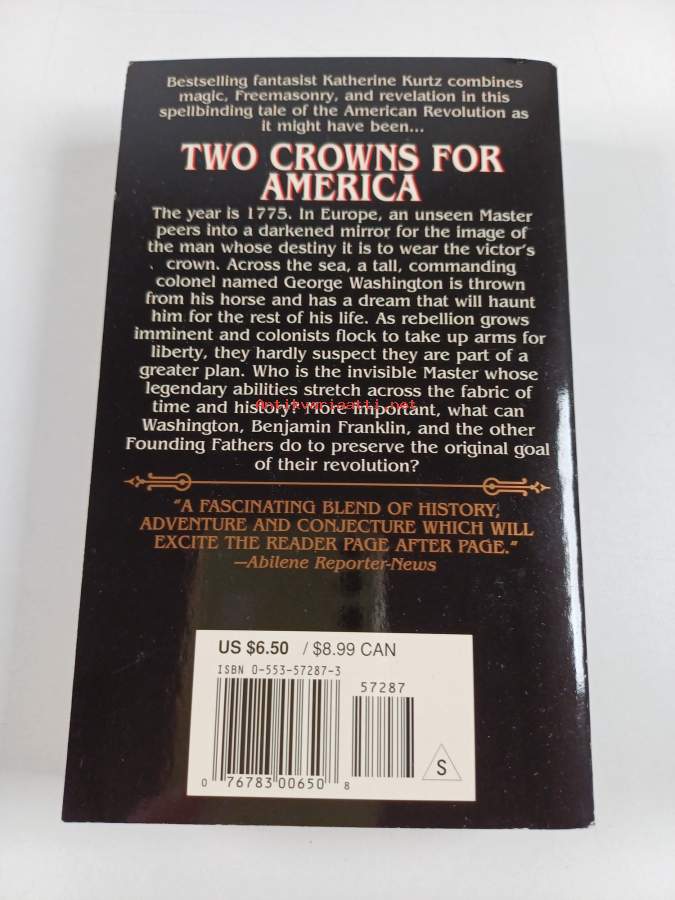 Bestselling fantasist Katherine Kurtz combines
magic, Freemasonry, and revelation in this
spellbinding tale of the American Revolution as
it might have been...
TWO CROWNS FOR
AMERICA
The year is 1775. In Europe, an unseen Master
peers into a darkened mirror for the image of
the man whose destiny it is to wear the victor's
crown. Across the sea, a tall, commanding
colonel named George Washington is thrown
from his horse and has a dream that will haunt
him for the rest of his life. As rebellion grows
imminent and colonists flock to take up arms for
liberty, they hardly suspect they are part of a
greater plan. Who is the invisible Master whose
legendary abilities stretch across the fabric of
Antikvariaatti.net
time and history? More important, what can
Washington, Benjamin Franklin, and the other
Founding Fathers do to preserve the original goal
of their revolution?
"A FASCINATING BLEND OF HISTORY,
ADVENTURE AND CONJECTURE WHICH WILL
EXCITE THE READER PAGE AFTER PAGE."
—Abilene Reporter-News
US $6.50 / $8.99 CAN
ISBN 0-553-57287-3
57287
S
0 76783 00650 8